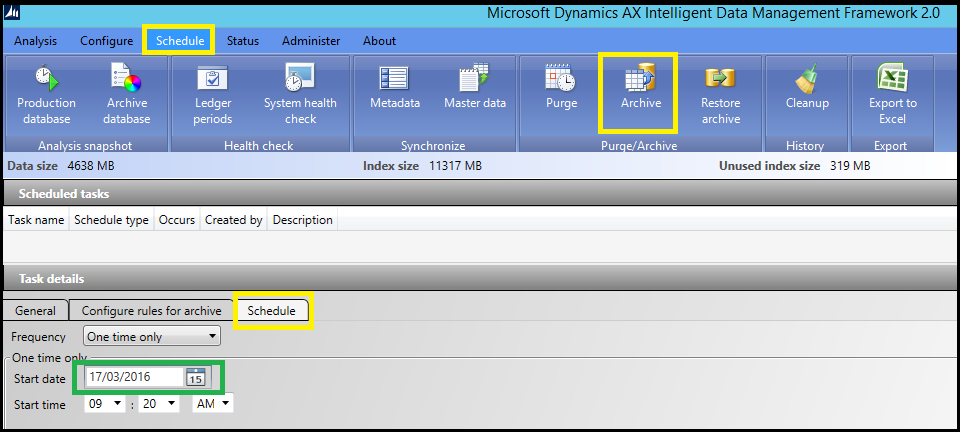 Microsoft Dynamics AX Intelligent Data Management Framework 2.0
Analysis Configure Schedule Status Administer About
Production database
Archive database
Ledger periods
System health check
Metadata
Master data
Purge
Archive
Restore archive
Cleanup
Export to Excel
Analysis snapshot Health check Synchronize Purge/Archive History Export
Data size 4638 MB Index size 11317 MB Unused index size 319 MB
Scheduled tasks
Task name Schedule type Occurs Created by Description
Task details
General Configure rules for archive Schedule
Frequency One time only
One time only
Start date 17/03/2016 15
Start time 09 : 20 AM